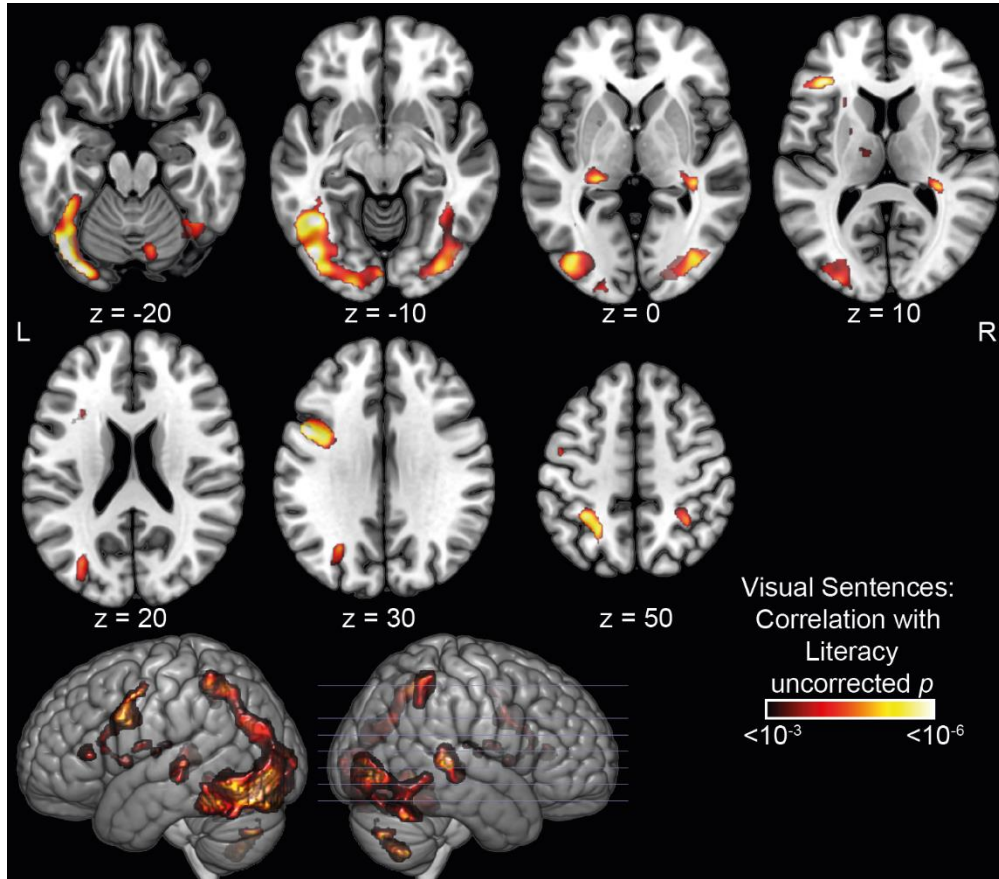 z = -20
z = -10
z = 0
z = 10
L
R
z = 20
z = 30
z = 50
Visual Sentences:
Correlation with
Literacy
uncorrected p
<10⁻³
<10⁻⁶